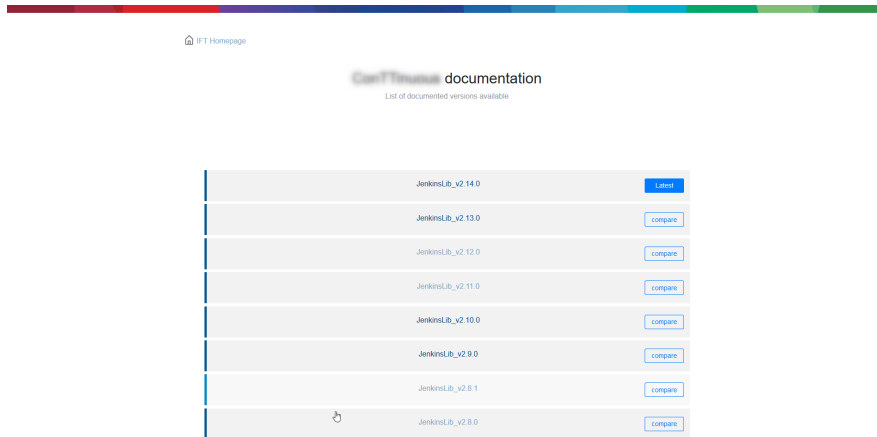 IFT Homepage
documentation
List of documented versions available
JenkinsLib_v2.14.0 Latest
JenkinsLib_v2.13.0 compare
JenkinsLib_v2.12.0 compare
JenkinsLib_v2.11.0 compare
JenkinsLib_v2.10.0 compare
JenkinsLib_v2.9.0 compare
JenkinsLib_v2.8.1 compare
JenkinsLib_v2.8.0 compare